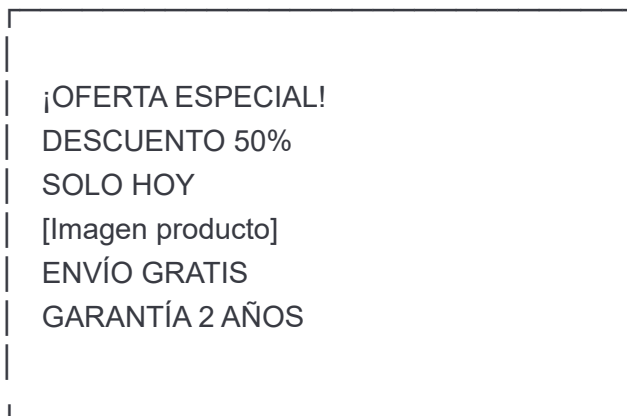 ¡OFERTA ESPECIAL!
DESCUENTO 50%
SOLO HOY
[Imagen producto]
ENVÍO GRATIS
GARANTÍA 2 AÑOS